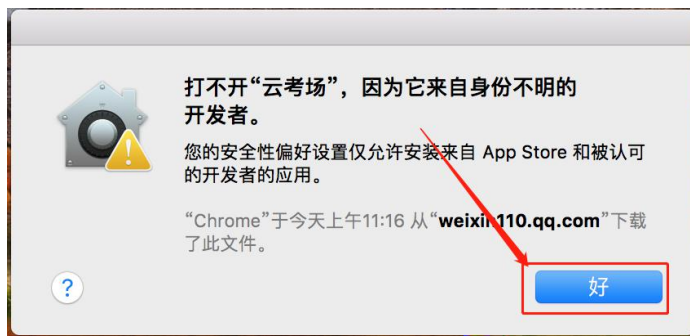 打不开“云考场”，因为它来自身份不明的
开发者。
您的安全性偏好设置仅允许安装来自 App Store 和被认可
的开发者的应用。
“Chrome”于今天上午11:16 从“weixin110.qq.com”下载
了此文件。
?
好